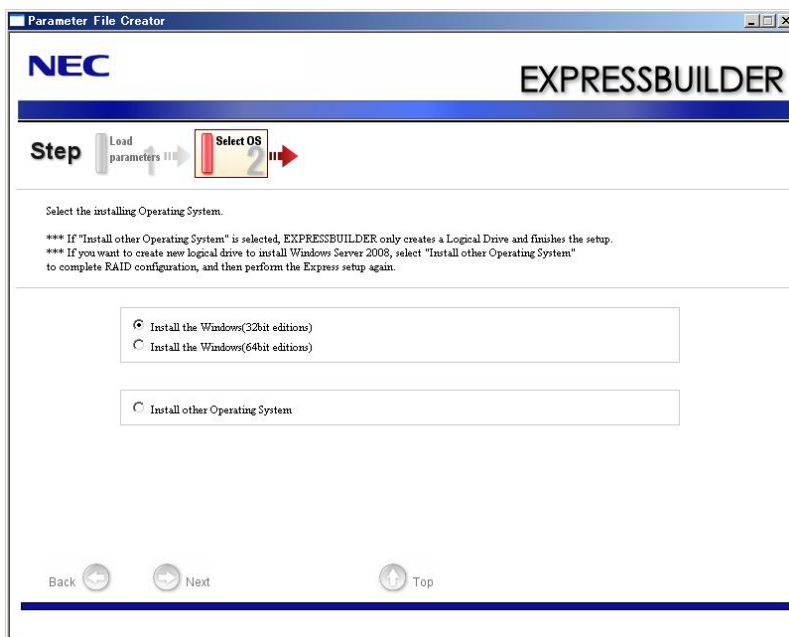 Parameter File Creator
NEC
EXPRESSBUILDER
Step
Load
parameters 1
Select OS
2
Select the installing Operating System.
*** If "Install other Operating System" is selected, EXPRESSBUILDER only creates a Logical Drive and finishes the setup.
*** If you want to create new logical drive to install Windows Server 2008, select "Install other Operating System"
to complete RAID configuration, and then perform the Express setup again.
Install the Windows(32bit editions)
Install the Windows(64bit editions)
Install other Operating System
Back Next Top